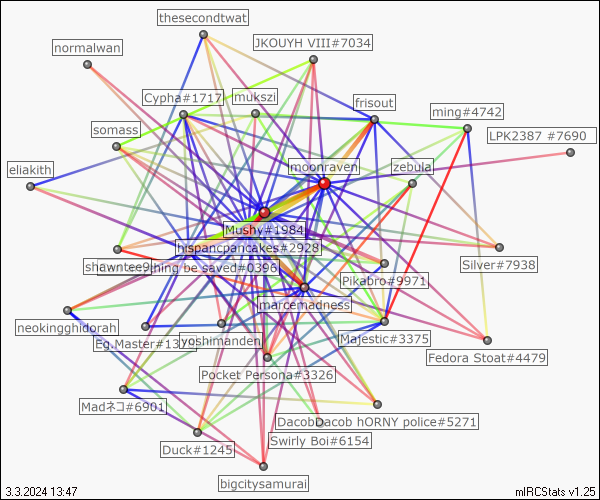 thesecondtwat
JKOUYH VIII#7034
normalwan
Cypha#1717
mukszi
frisout
ming#4742
somass
LPK2387 #7690
moonraven
zebula
eliakith
Mushy#1984
hispancpancakes#2928
shawntee9
can teething be saved#0396
Silver#7938
Pikabro#9971
marcemadness
neokingghidorah
Eg.Master#13
yoshimanden
Majestic#3375
Fedora Stoat#4479
Pocket Persona#3326
Madネコ#6901
DacobDacob hORNY police#5271
Swirly Boi#6154
Duck#1245
bigcitysamurai
3.3.2024 13:47
mIRCStats v1.25